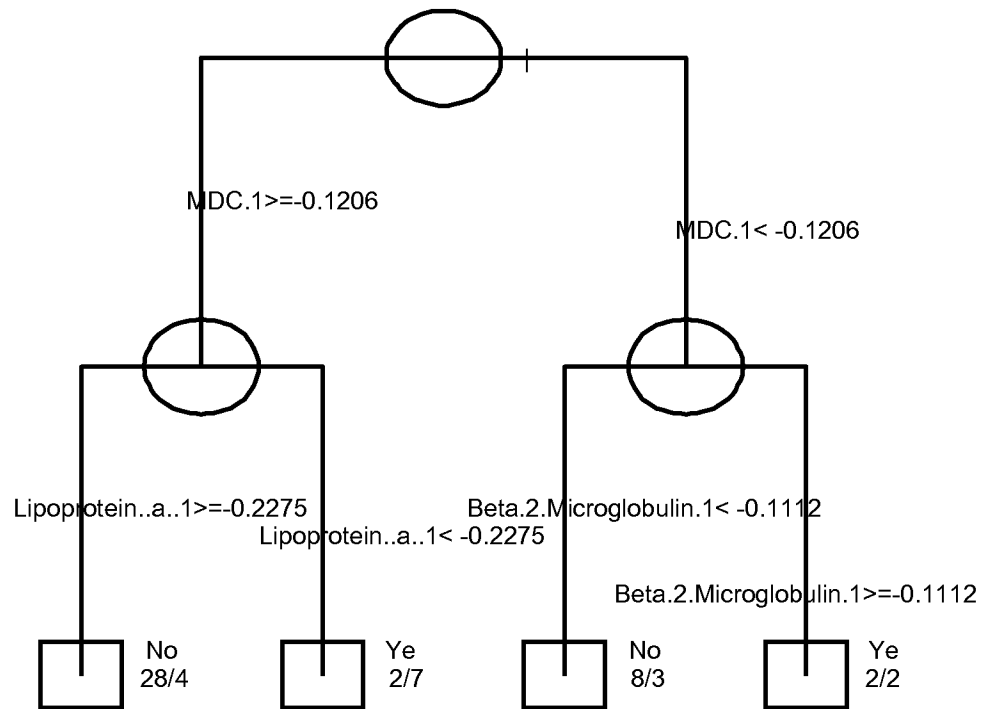 MDC.1>=-0.1206
MDC.1< -0.1206
Lipoprotein..a..1>=-0.2275
Lipoprotein..a..1< -0.2275
Beta.2.Microglobulin.1< -0.1112
Beta.2.Microglobulin.1>=-0.1112
No
28/4
Ye
2/7
No
8/3
Ye
2/2